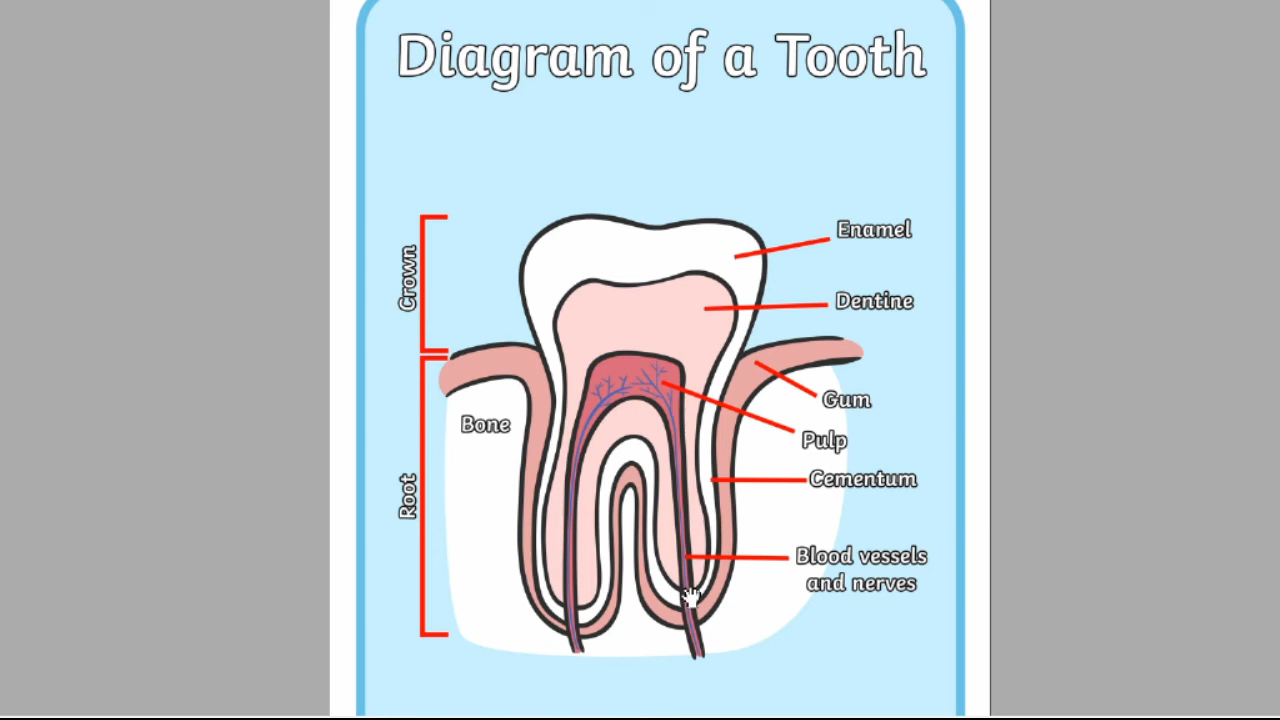 Diagram of a Tooth
Enamel
Crown
Dentine
Gum
Bone
Pulp
Cementum
Root
Blood vessels
and nerves